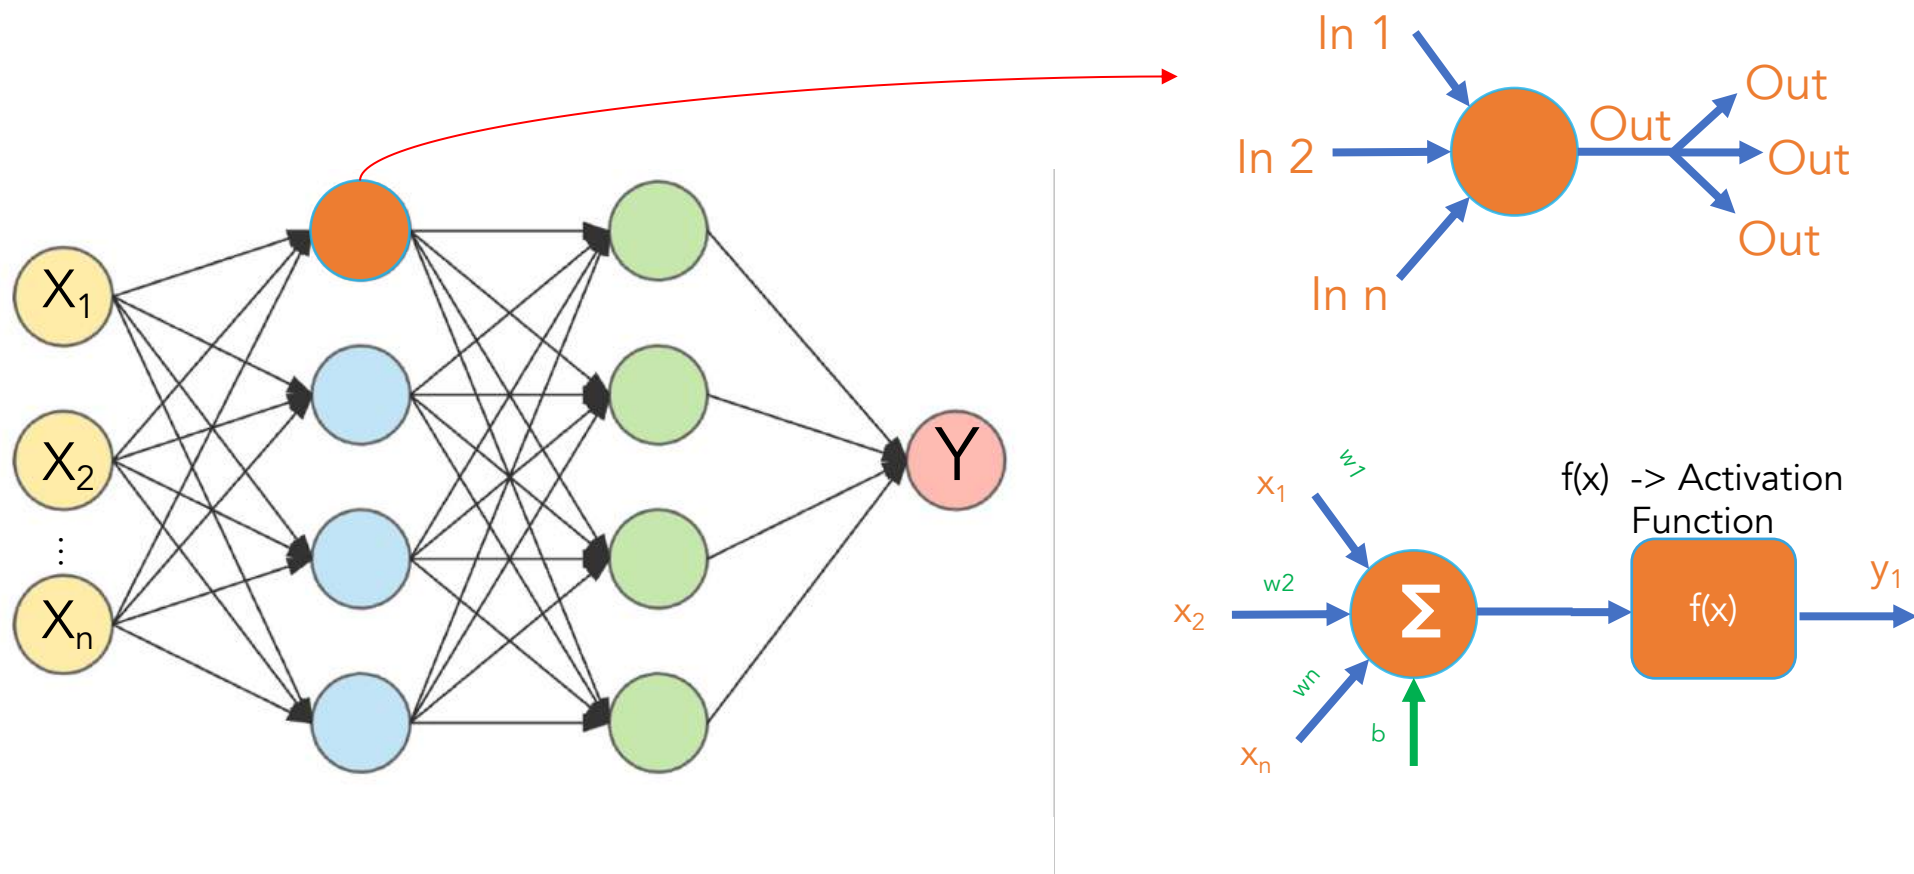 X₁
X₂
⋮
Xₙ
Y
In 1
In 2
In n
Out
Out
Out
Out
x₁
w1
x₂
w2
xₙ
wn
b
Σ
f(x) -> Activation
Function
f(x)
y₁